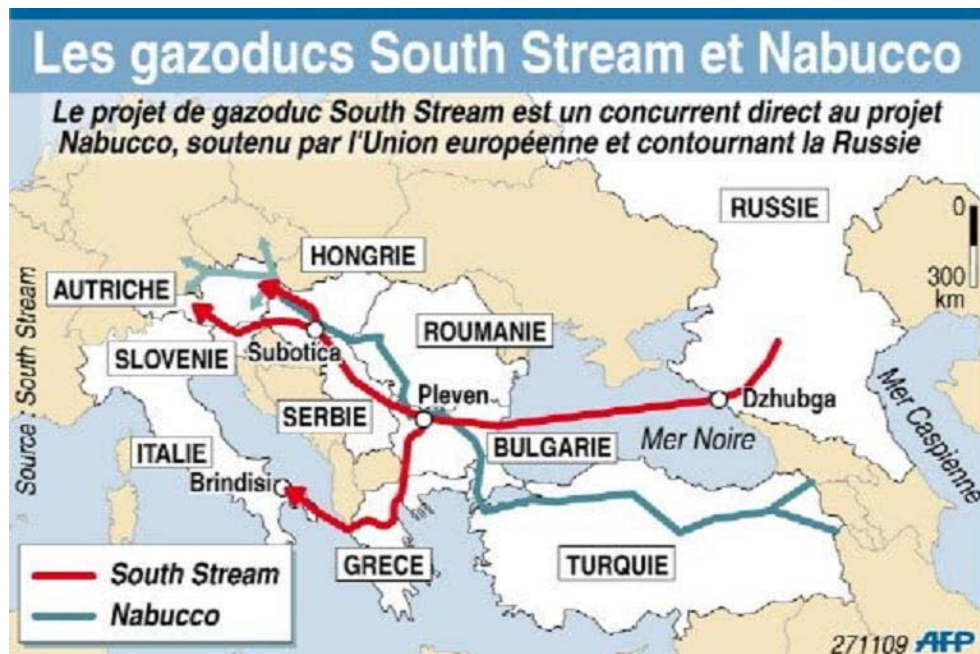 Les gazoducs South Stream et Nabucco
Le projet de gazoduc South Stream est un concurrent direct au projet
Nabucco, soutenu par l'Union européenne et contournant la Russie
RUSSIE
0
300
km
HONGRIE
AUTRICHE
ROUMANIE
SLOVENIE
Subotica
Pleven
Dzhubga
SERBIE
BULGARIE
Mer Noire
Mer Caspienne
ITALIE
Brindisi
GRECE
TURQUIE
Source : South Stream
South Stream
Nabucco
271109 AFP